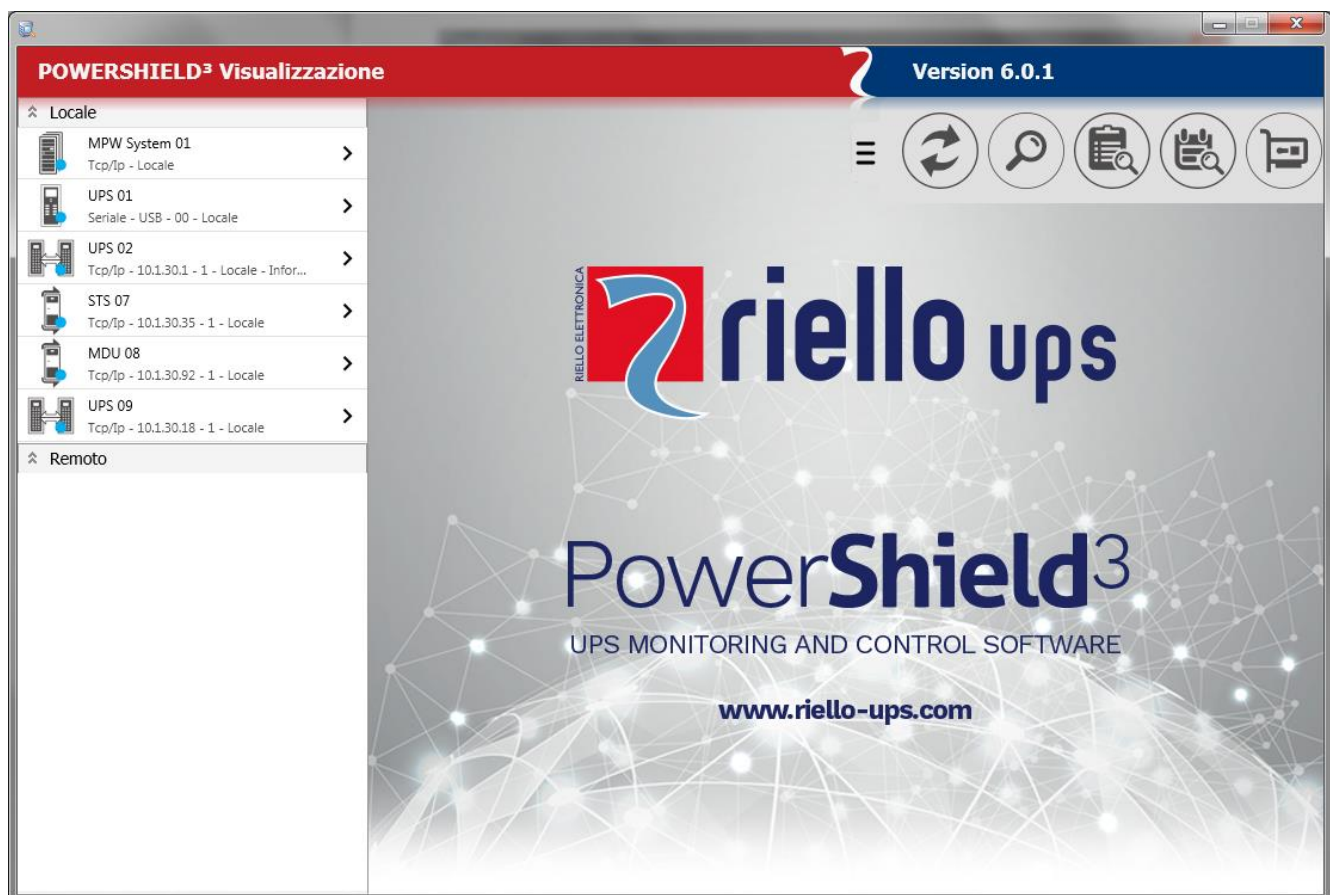 POWERSHIELD³ Visualizzazione
Version 6.0.1
Locale
MPW System 01
Tcp/Ip - Locale
UPS 01
Seriale - USB - 00 - Locale
UPS 02
Tcp/Ip - 10.1.30.1 - 1 - Locale - Infor...
STS 07
Tcp/Ip - 10.1.30.35 - 1 - Locale
MDU 08
Tcp/Ip - 10.1.30.92 - 1 - Locale
UPS 09
Tcp/Ip - 10.1.30.18 - 1 - Locale
Remoto
RIELLO ELETTRONICA
riello ups
PowerShield3
UPS MONITORING AND CONTROL SOFTWARE
www.riello-ups.com